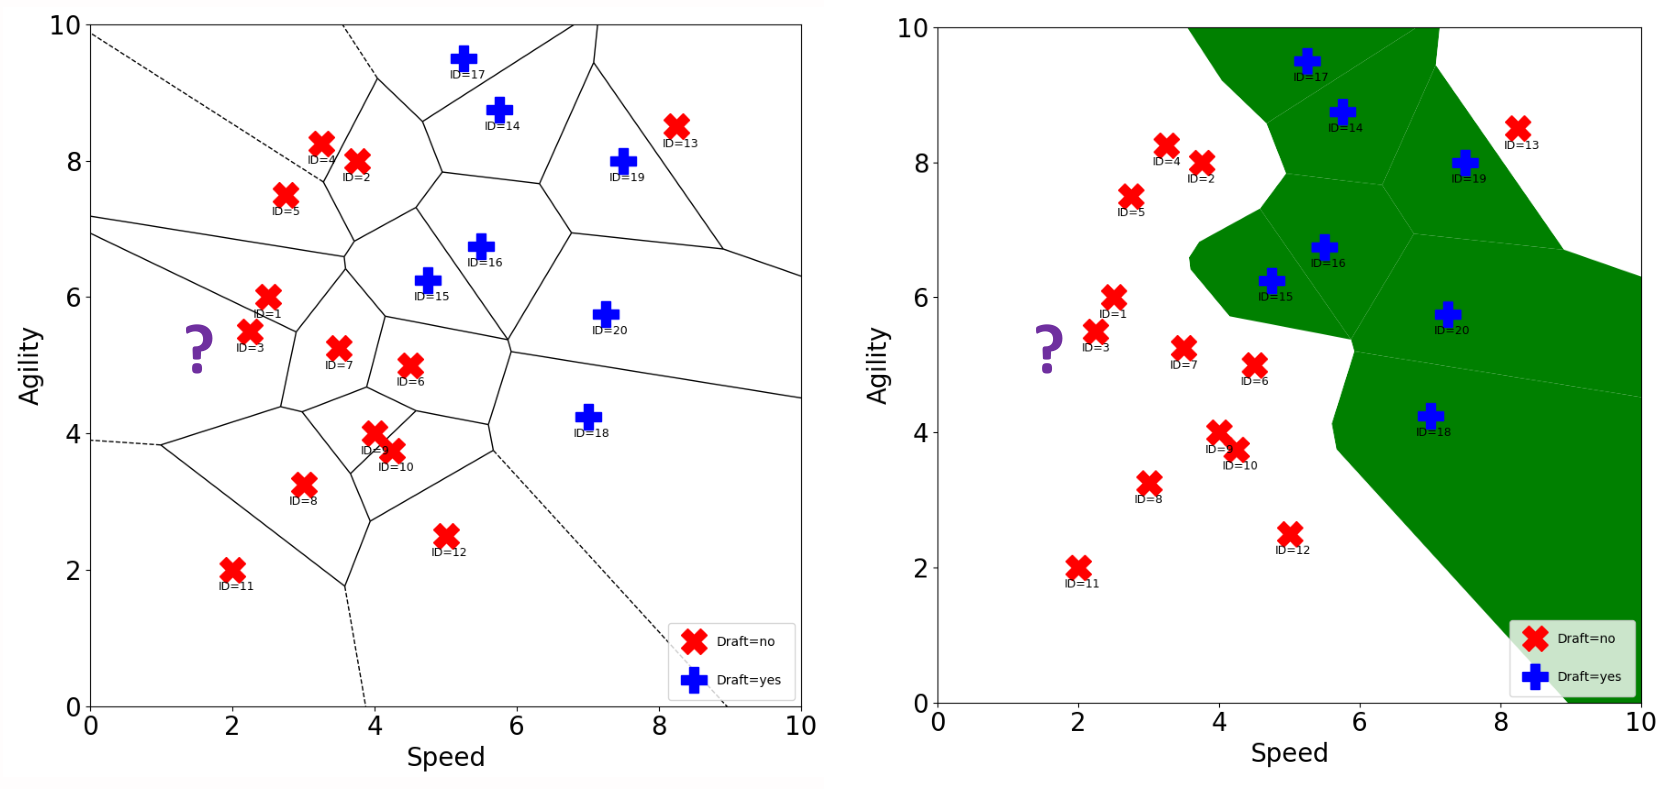 10
8
6
4
2
0
Agility
0
2
4
6
8
10
Speed
ID=17
ID=14
ID=13
ID=4
ID=2
ID=19
ID=5
ID=16
ID=15
ID=1
ID=20
ID=3
?
ID=7
ID=6
ID=18
ID=9
ID=10
ID=8
ID=12
ID=11
Draft=no
Draft=yes
10
8
6
4
2
0
Agility
0
2
4
6
8
10
Speed
ID=17
ID=14
ID=13
ID=4
ID=2
ID=19
ID=5
ID=16
ID=15
ID=1
ID=20
ID=3
?
ID=7
ID=6
ID=18
ID=9
ID=10
ID=8
ID=12
ID=11
Draft=no
Draft=yes